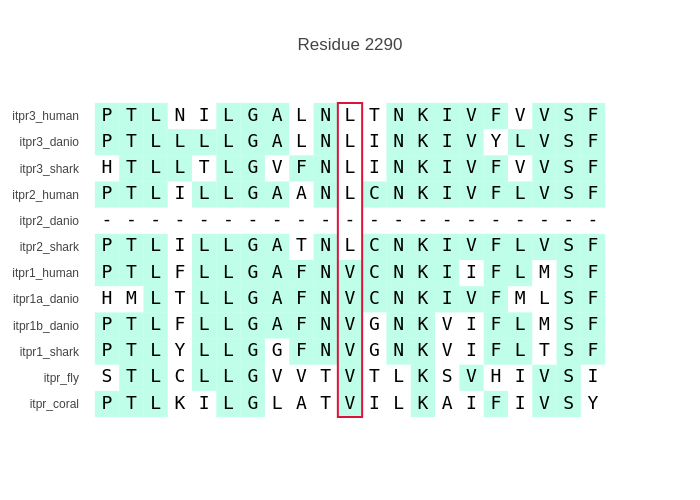 Residue 2290
itpr3_human P T L N I L G A L N L T N K I V F V V S F
itpr3_danio P T L L L L G A L N L I N K I V Y L V S F
itpr3_shark H T L L T L G V F N L I N K I V F V V S F
itpr2_human P T L I L L G A A N L C N K I V F L V S F
itpr2_danio - - - - - - - - - - - - - - - - - - - - -
itpr2_shark P T L I L L G A T N L C N K I V F L V S F
itpr1_human P T L F L L G A F N V C N K I I F L M S F
itpr1a_danio H M L T L L G A F N V C N K I V F M L S F
itpr1b_danio P T L F L L G A F N V G N K V I F L M S F
itpr1_shark P T L Y L L G G F N V G N K V I F L T S F
itpr_fly S T L C L L G V V T V T L K S V H I V S I
itpr_coral P T L K I L G L A T V I L K A I F I V S Y